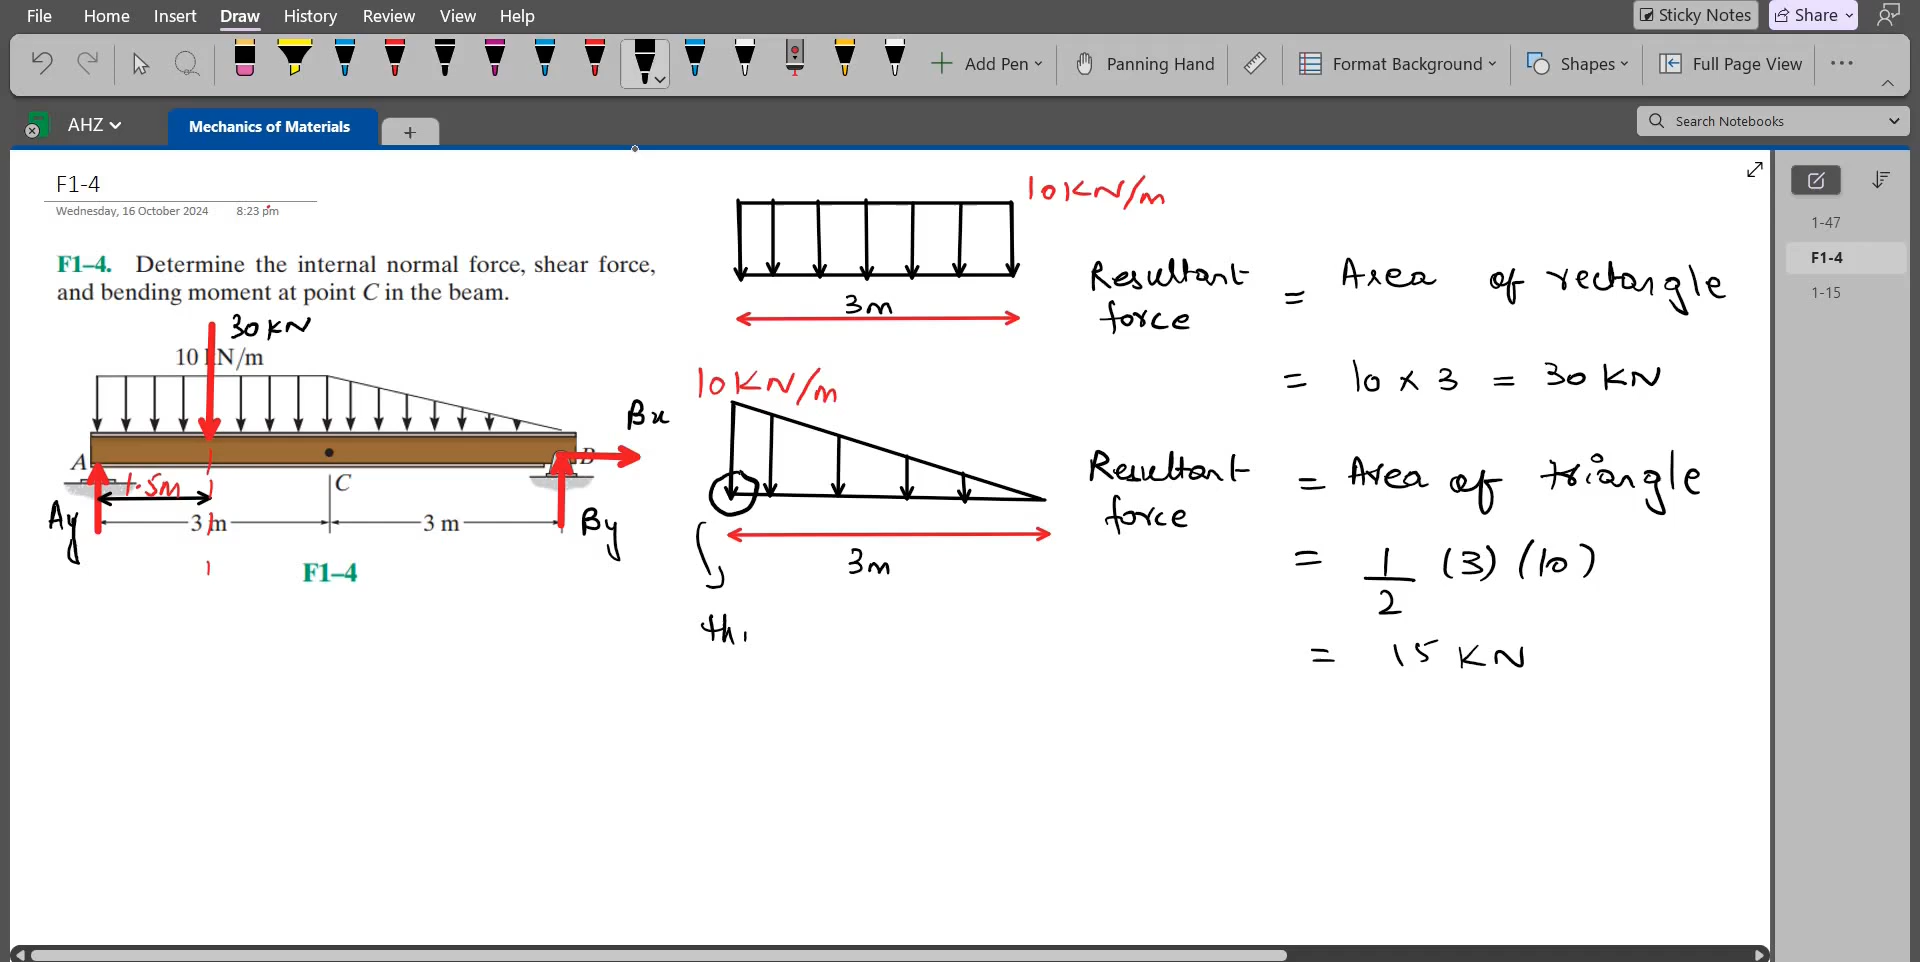 File Home Insert Draw History Review View Help
Sticky Notes Share
Add Pen Panning Hand Format Background Shapes Full Page View
AHZ Mechanics of Materials +
Search Notebooks
F1-4
Wednesday, 16 October 2024 8:23 pm
F1–4. Determine the internal normal force, shear force,
and bending moment at point C in the beam.
30 KN
10 kN/m
A
B
C
1.5m
3 m
3 m
Ay
By
Bx
F1–4
10KN/m
3m
Resultant force = Area of rectangle
= 10 x 3 = 30 KN
10KN/m
3m
Resultant force = Area of triangle
= 1/2 (3) (10)
= 15 KN
1-47
F1-4
1-15